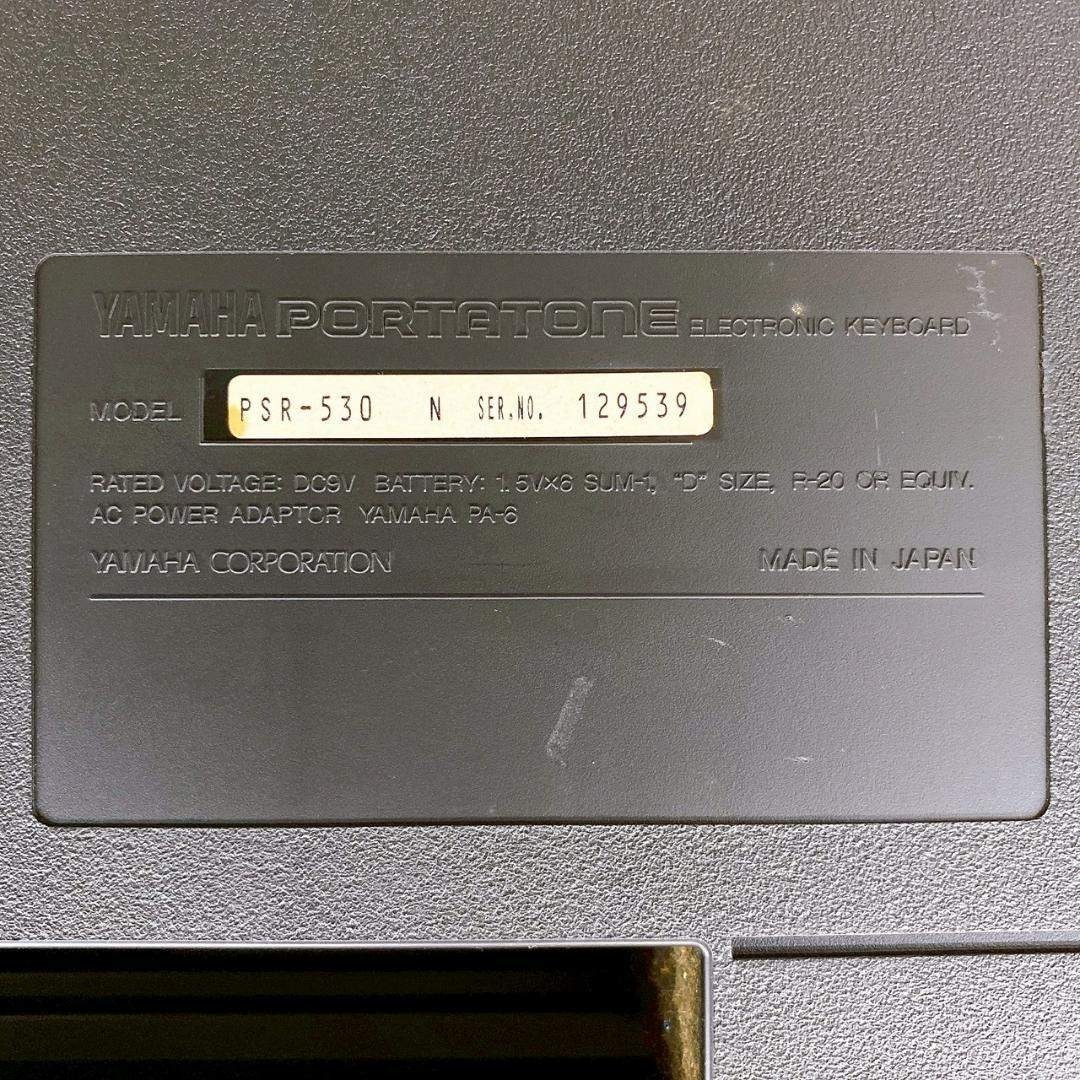 YAMAHA PORTATONE ELECTRONIC KEYBOARD
MODEL PSR-530 N SER.NO. 129539
RATED VOLTAGE: DC9V BATTERY: 1.5V×6 SUM-1, "D" SIZE, R-20 OR EQUIV.
AC POWER ADAPTOR YAMAHA PA-6
YAMAHA CORPORATION MADE IN JAPAN